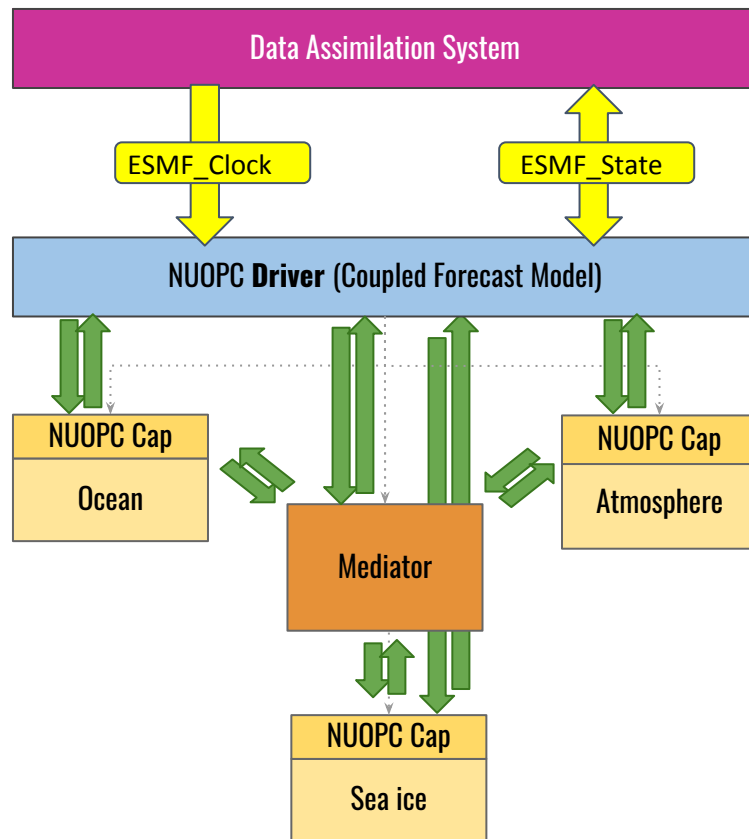 Data Assimilation System
ESMF_Clock
ESMF_State
NUOPC Driver (Coupled Forecast Model)
NUOPC Cap
Ocean
NUOPC Cap
Atmosphere
Mediator
NUOPC Cap
Sea ice